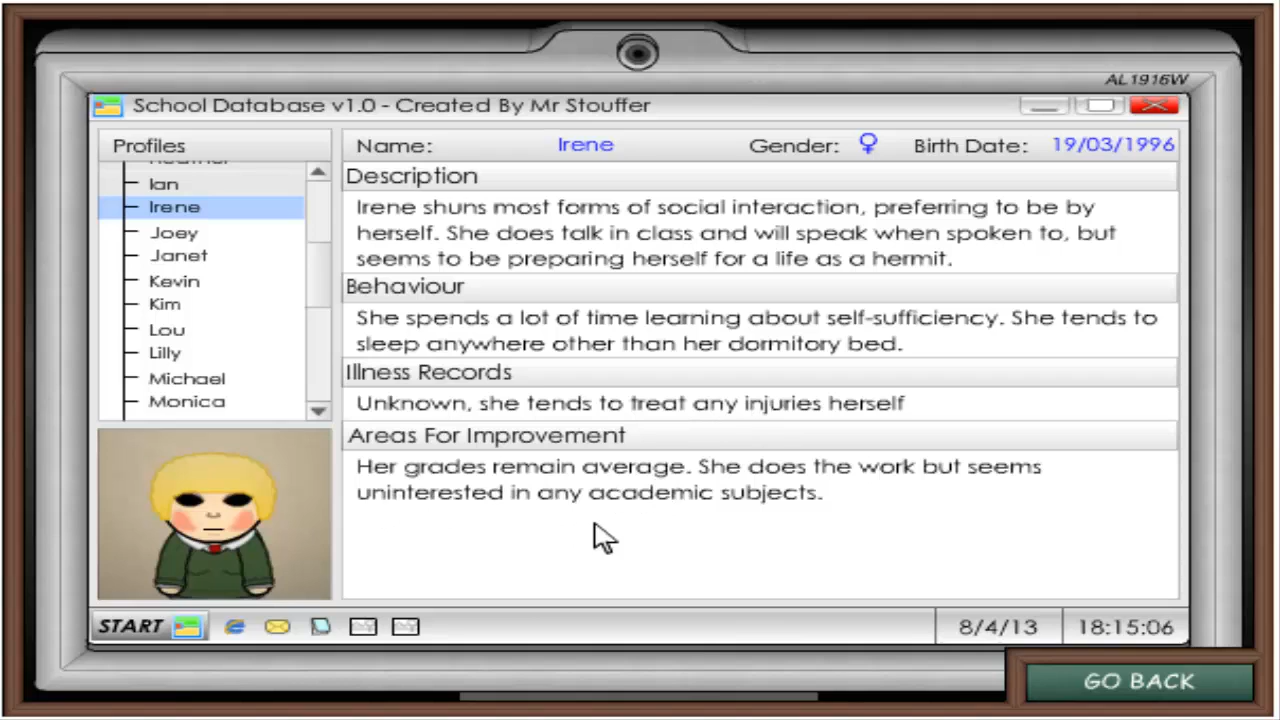 AL1916W
School Database v1.0 - Created By Mr Stouffer
Profiles
Ian
Irene
Joey
Janet
Kevin
Kim
Lou
Lilly
Michael
Monica
Name: Irene Gender: ♀ Birth Date: 19/03/1996
Description
Irene shuns most forms of social interaction, preferring to be by
herself. She does talk in class and will speak when spoken to, but
seems to be preparing herself for a life as a hermit.
Behaviour
She spends a lot of time learning about self-sufficiency. She tends to
sleep anywhere other than her dormitory bed.
Illness Records
Unknown, she tends to treat any injuries herself
Areas For Improvement
Her grades remain average. She does the work but seems
uninterested in any academic subjects.
START 8/4/13 18:15:06
GO BACK